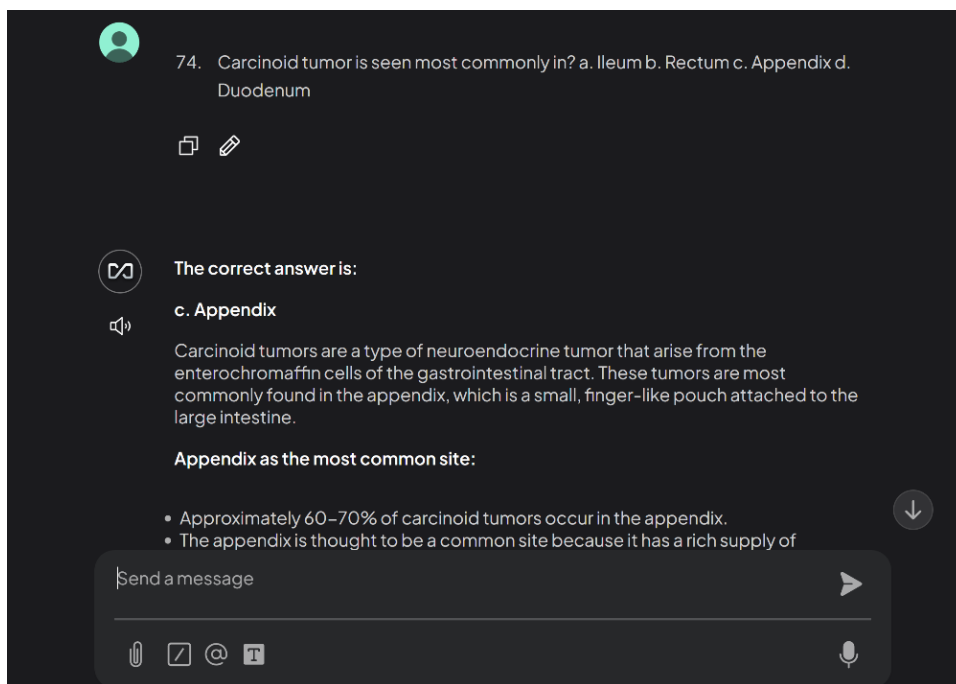 74. Carcinoid tumor is seen most commonly in? a. Ileum b. Rectum c. Appendix d.
Duodenum
The correct answer is:
c. Appendix
Carcinoid tumors are a type of neuroendocrine tumor that arise from the
enterochromaffin cells of the gastrointestinal tract. These tumors are most
commonly found in the appendix, which is a small, finger-like pouch attached to the
large intestine.
Appendix as the most common site:
• Approximately 60–70% of carcinoid tumors occur in the appendix.
• The appendix is thought to be a common site because it has a rich supply of
Send a message
@
T